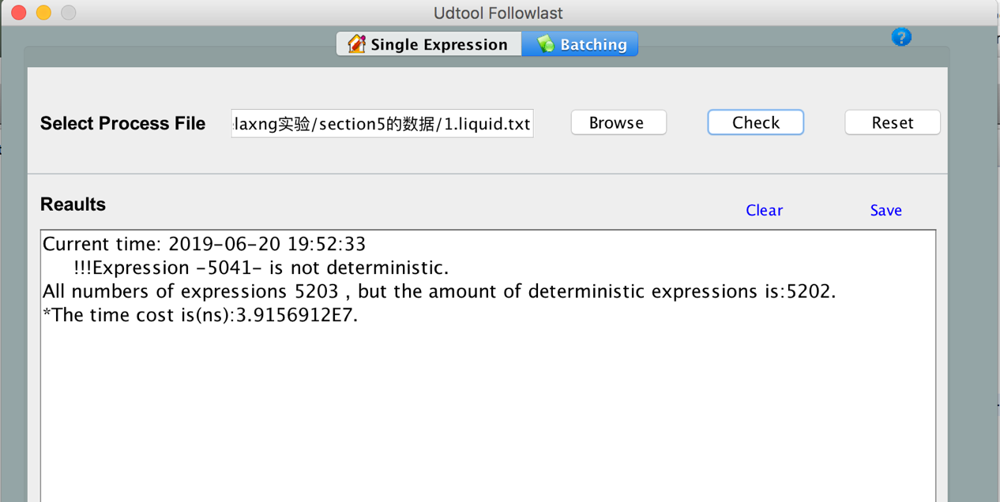 Udtool Followlast
Single Expression
Batching
?
Select Process File
laxng实验/section5的数据/1.liquid.txt
Browse
Check
Reset
Reaults
Clear
Save
Current time: 2019-06-20 19:52:33
!!!Expression -5041- is not deterministic.
All numbers of expressions 5203 , but the amount of deterministic expressions is:5202.
*The time cost is(ns):3.9156912E7.